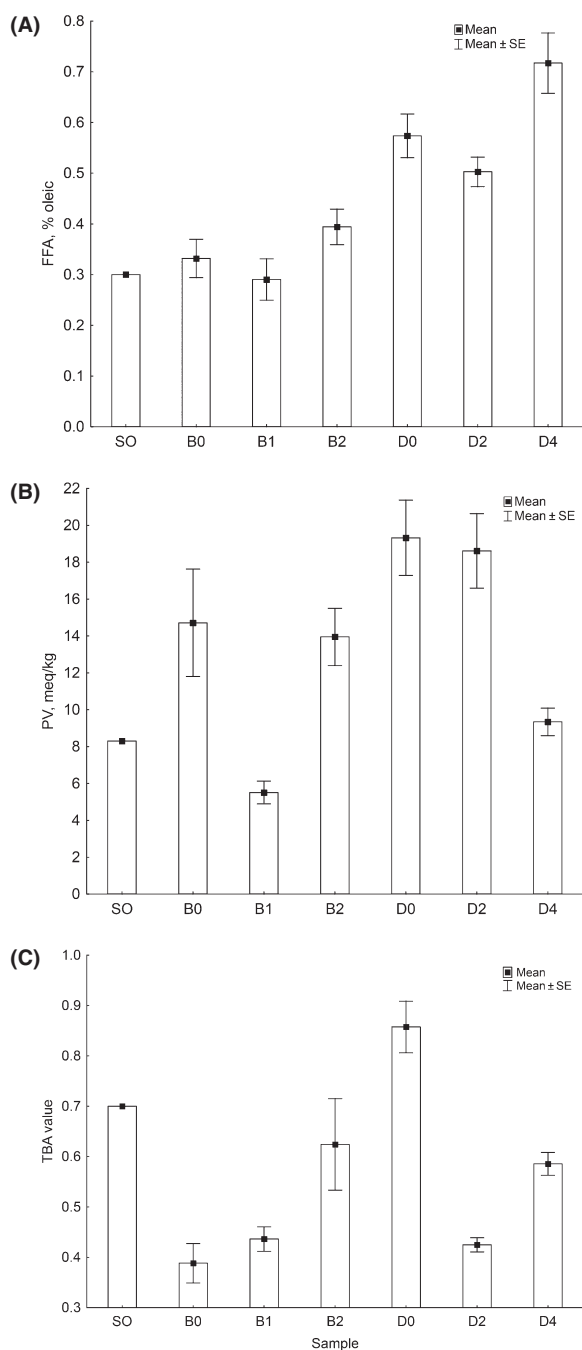 (A)
Mean
Mean ± SE
0.8
0.7
0.6
0.5
0.4
0.3
0.2
0.1
0.0
FFA, % oleic
SO B0 B1 B2 D0 D2 D4
(B)
Mean
Mean ± SE
22
20
18
16
14
12
10
8
6
4
2
0
PV, meq/kg
SO B0 B1 B2 D0 D2 D4
(C)
Mean
Mean ± SE
1.0
0.9
0.8
0.7
0.6
0.5
0.4
0.3
TBA value
SO B0 B1 B2 D0 D2 D4
Sample